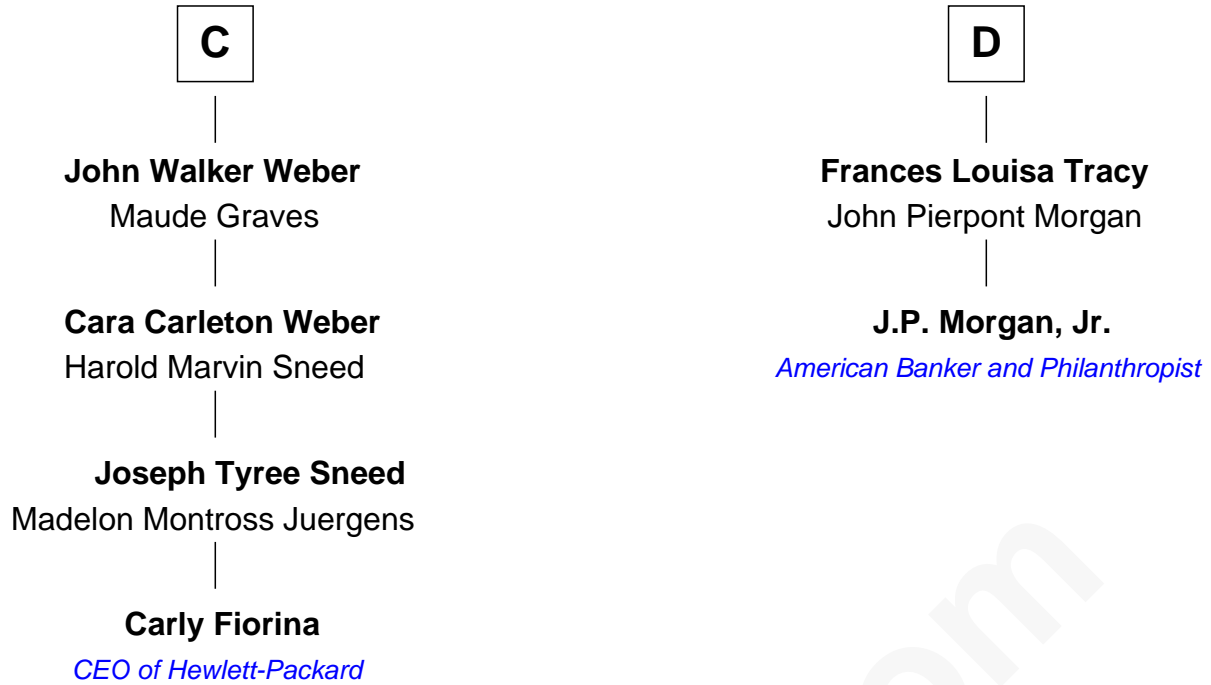 C
John Walker Weber
Maude Graves
Cara Carleton Weber
Harold Marvin Sneed
Joseph Tyree Sneed
Madelon Montross Juergens
Carly Fiorina
CEO of Hewlett-Packard
D
Frances Louisa Tracy
John Pierpont Morgan
J.P. Morgan, Jr.
American Banker and Philanthropist
om